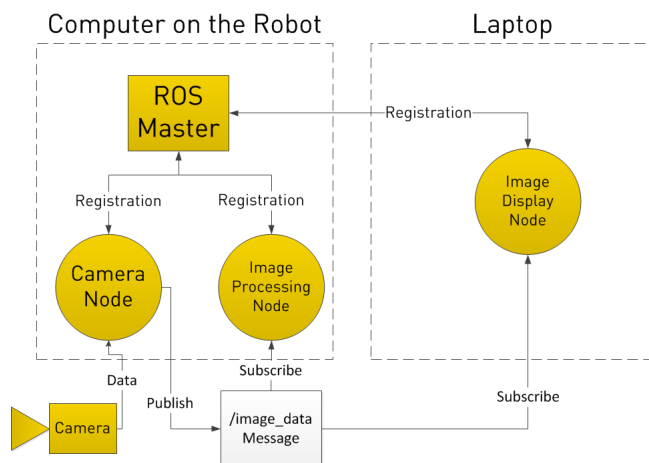 Computer on the Robot
Laptop
ROS
Master
Registration
Registration
Registration
Image
Display
Node
Camera
Node
Image
Processing
Node
Data
Publish
Subscribe
Subscribe
Camera
/image_data
Message